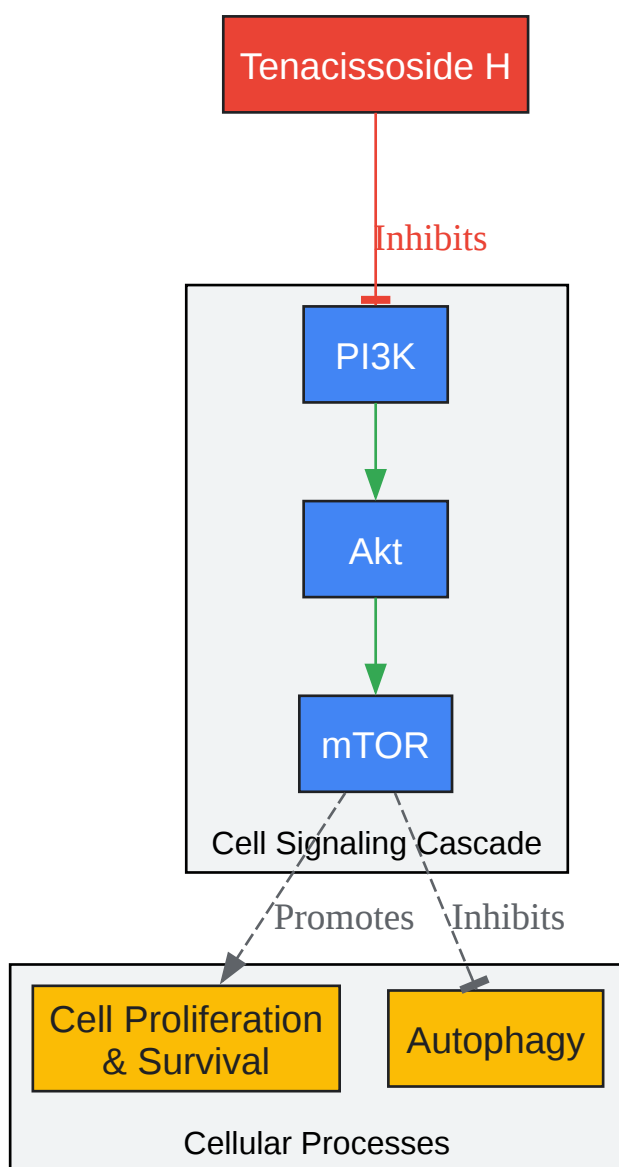 Tenacissoside H
Inhibits
PI3K
Akt
mTOR
Cell Signaling Cascade
Promotes
Inhibits
Cell Proliferation
& Survival
Autophagy
Cellular Processes